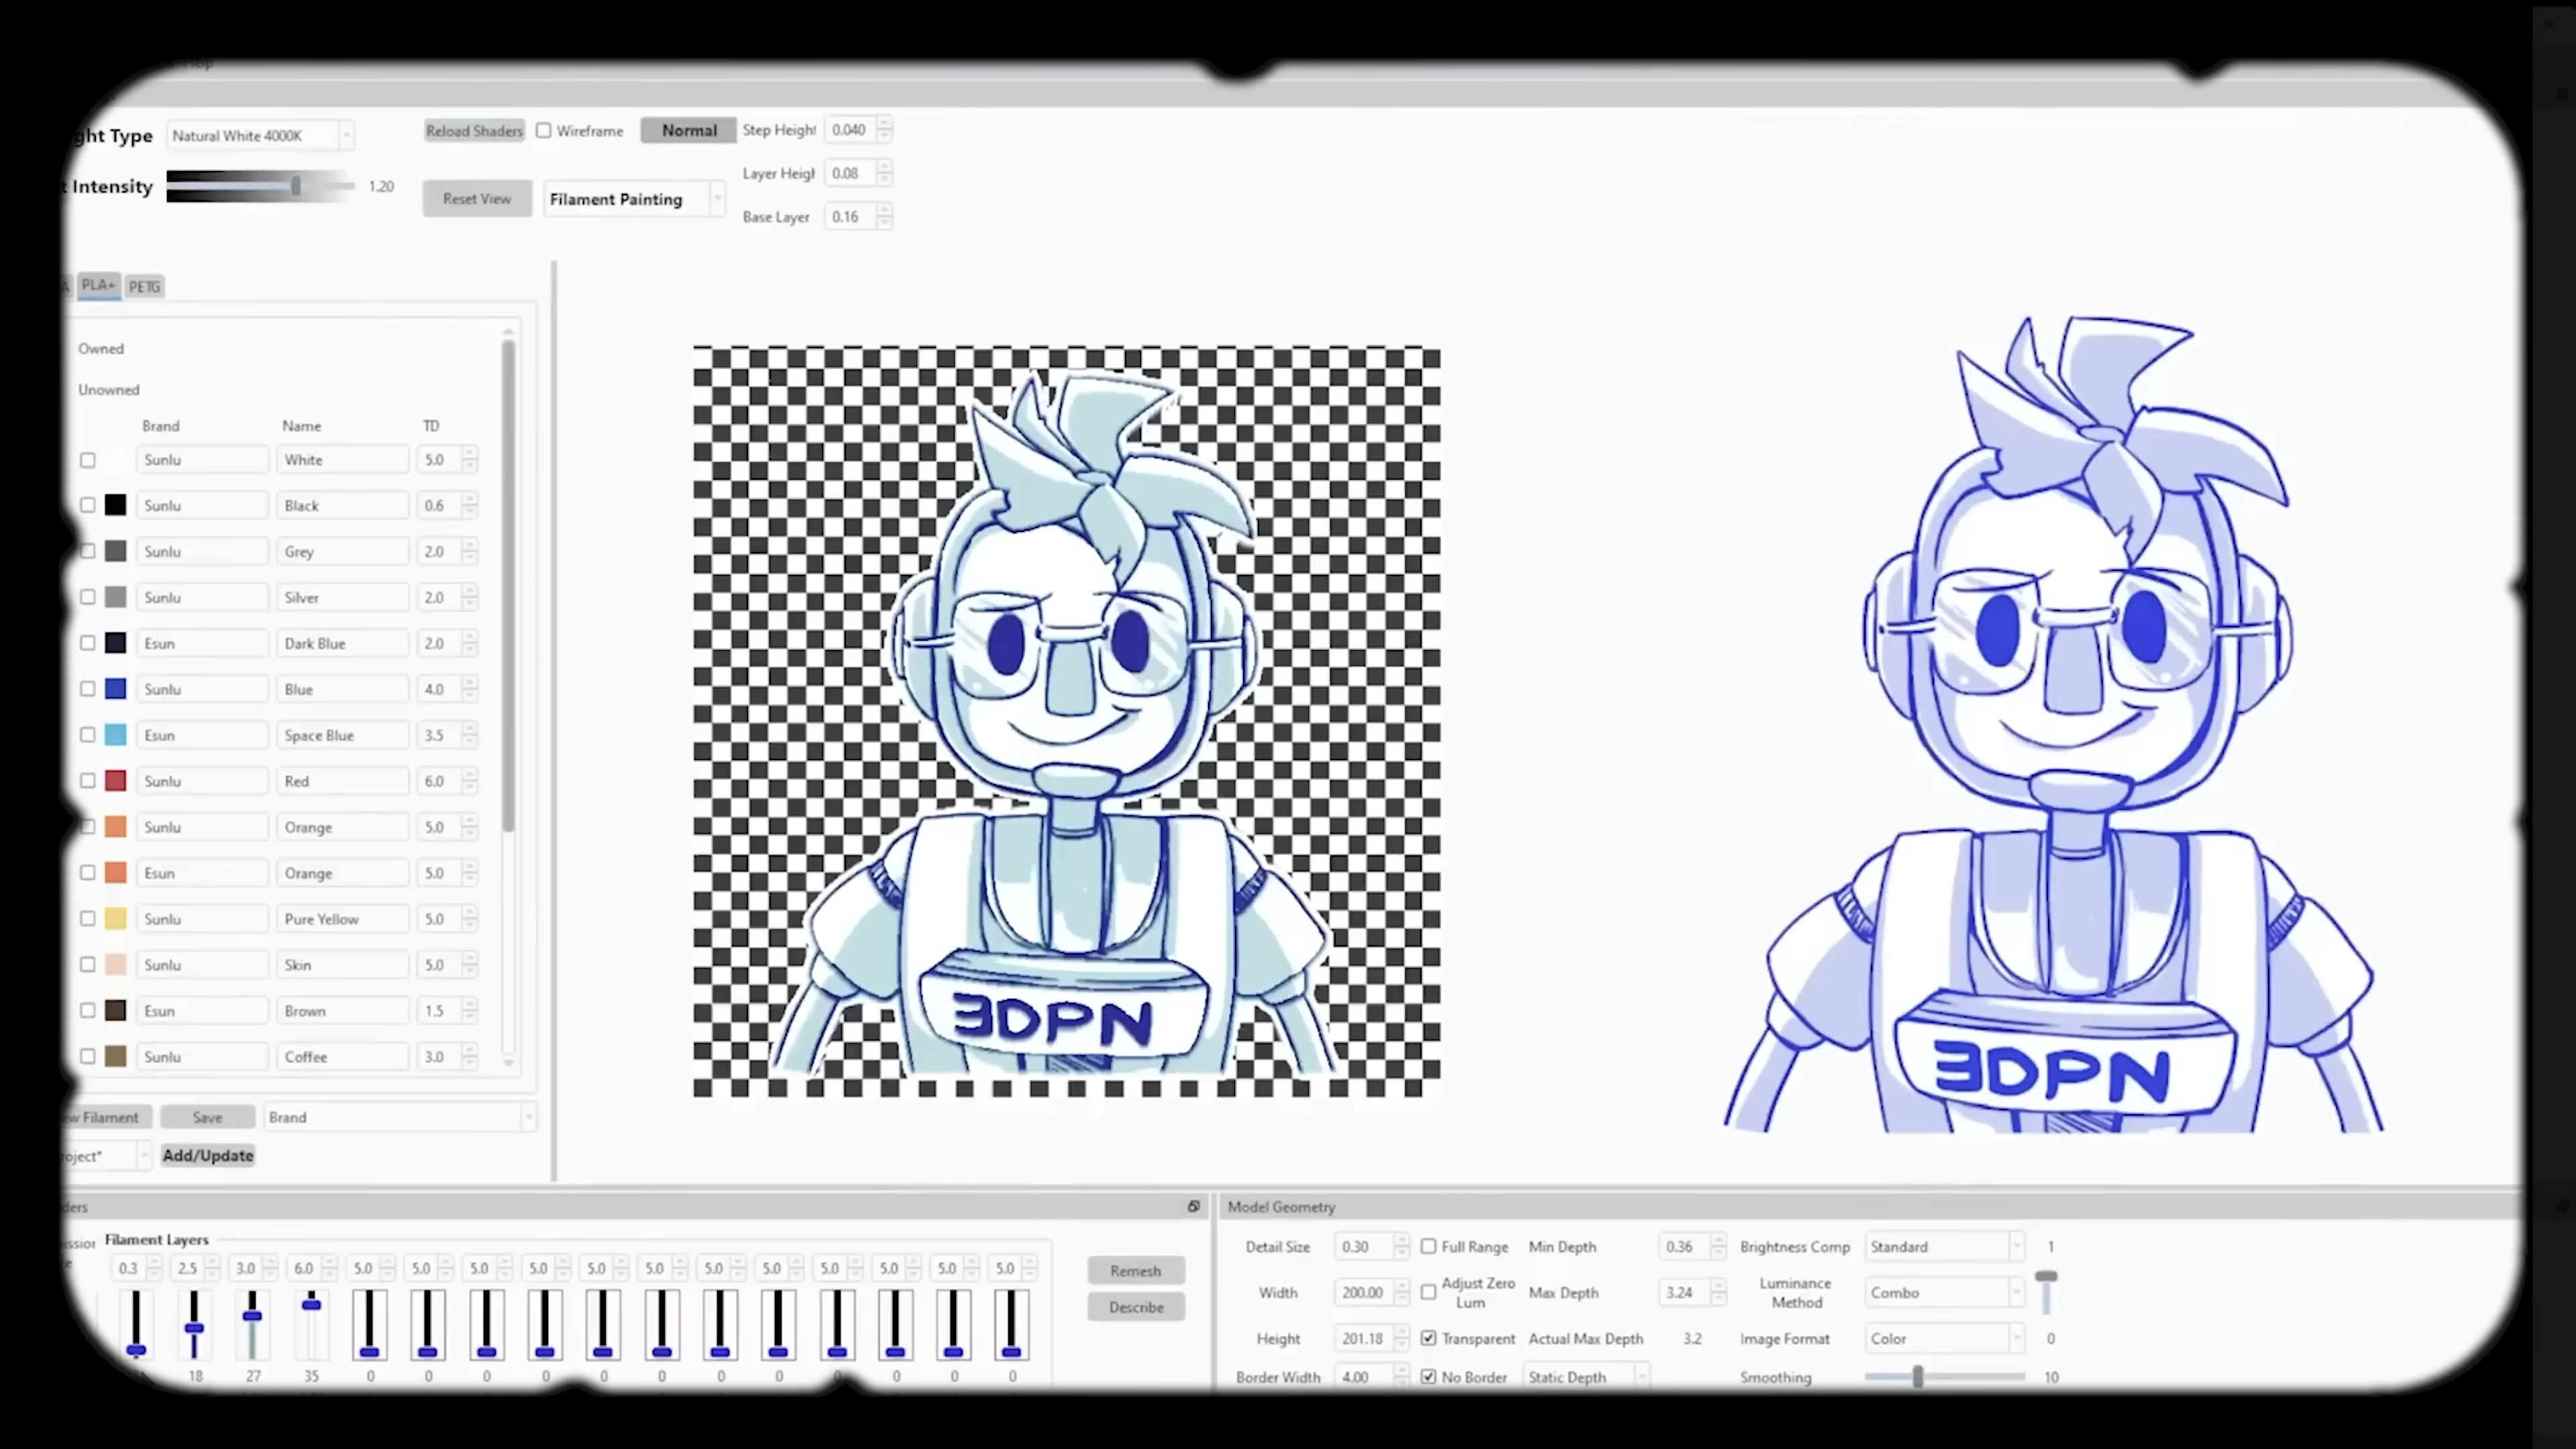 Help
ght Type Natural White 4000K Reload Shaders Wireframe Normal Step Height 0.040
t Intensity 1.20 Reset View Filament Painting Layer Heigh 0.08
Base Layer 0.16
A PLA+ PETG
Owned
Unowned
Brand Name TD
Sunlu White 5.0
Sunlu Black 0.6
Sunlu Grey 2.0
Sunlu Silver 2.0
Esun Dark Blue 2.0
Sunlu Blue 4.0
Esun Space Blue 3.5
Sunlu Red 6.0
Sunlu Orange 5.0
Esun Orange 5.0
Sunlu Pure Yellow 5.0
Sunlu Skin 5.0
Esun Brown 1.5
Sunlu Coffee 3.0
ew Filament Save Brand
roject* Add/Update
3DPN
3DPN
ders
Filament Layers
0.3 2.5 3.0 6.0 5.0 5.0 5.0 5.0 5.0 5.0 5.0 5.0 5.0 5.0 5.0 5.0
18 27 35 0 0 0 0 0 0 0 0 0 0 0 0
Remesh
Describe
Model Geometry
Detail Size 0.30 Full Range Min Depth 0.36 Brightness Comp Standard 1
Width 200.00 Adjust Zero Lum Max Depth 3.24 Luminance Method Combo
Height 201.18 Transparent Actual Max Depth 3.2 Image Format Color 0
Border Width 4.00 No Border Static Depth Smoothing 10